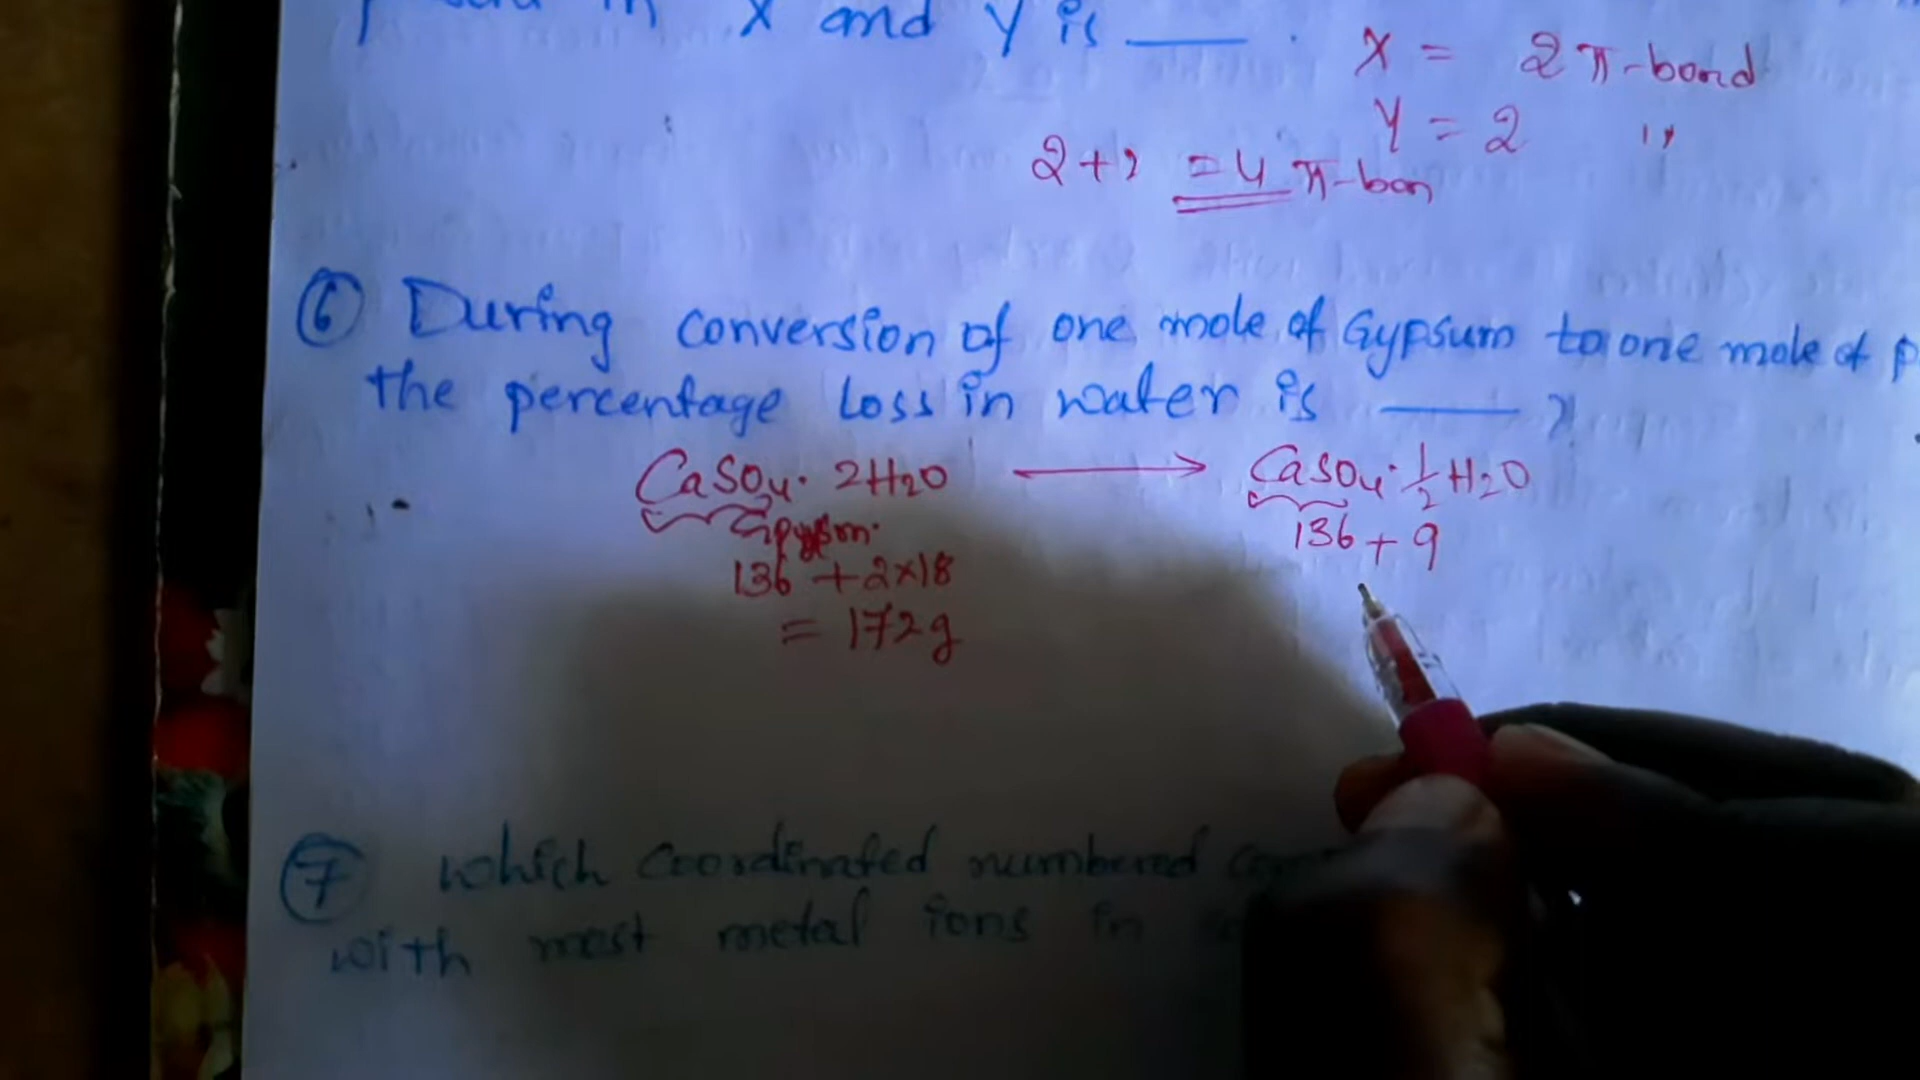 in X and Y is ____.
X = 2 π-bond
Y = 2 ,,
2+2 = 4 π-bon
⑥ During conversion of one mole of Gypsum to one mole of P
the percentage Loss in water is ____
CaSO4. 2H2O ⟶ CaSO4. 1/2 H2O
136 + 9
136 + 2×18
= 172g
⑦ which coordinated numbered
with most metal ions in